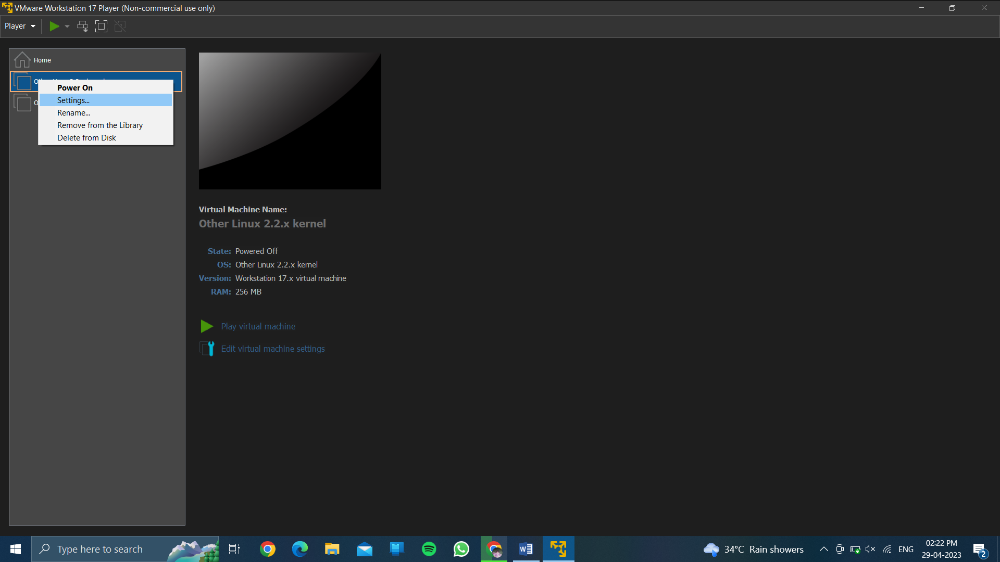 VMware Workstation 17 Player (Non-commercial use only)
Player
Home
Power On
Settings...
Rename...
Remove from the Library
Delete from Disk
Virtual Machine Name:
Other Linux 2.2.x kernel
State: Powered Off
OS: Other Linux 2.2.x kernel
Version: Workstation 17.x virtual machine
RAM: 256 MB
Play virtual machine
Edit virtual machine settings
Type here to search
34°C Rain showers
ENG
02:22 PM
29-04-2023
2